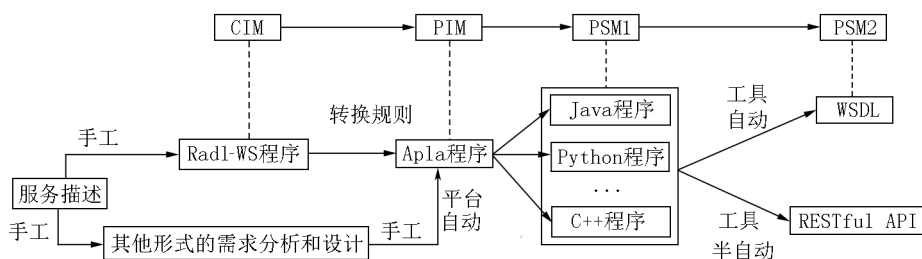 CIM
PIM
PSM1
PSM2
转换规则
Java程序
工具
自动
WSDL
手工
Radl-WS程序
Apla程序
Python程序
服务描述
平台
自动
...
手工
手工
C++程序
工具
半自动
RESTful API
其他形式的需求分析和设计